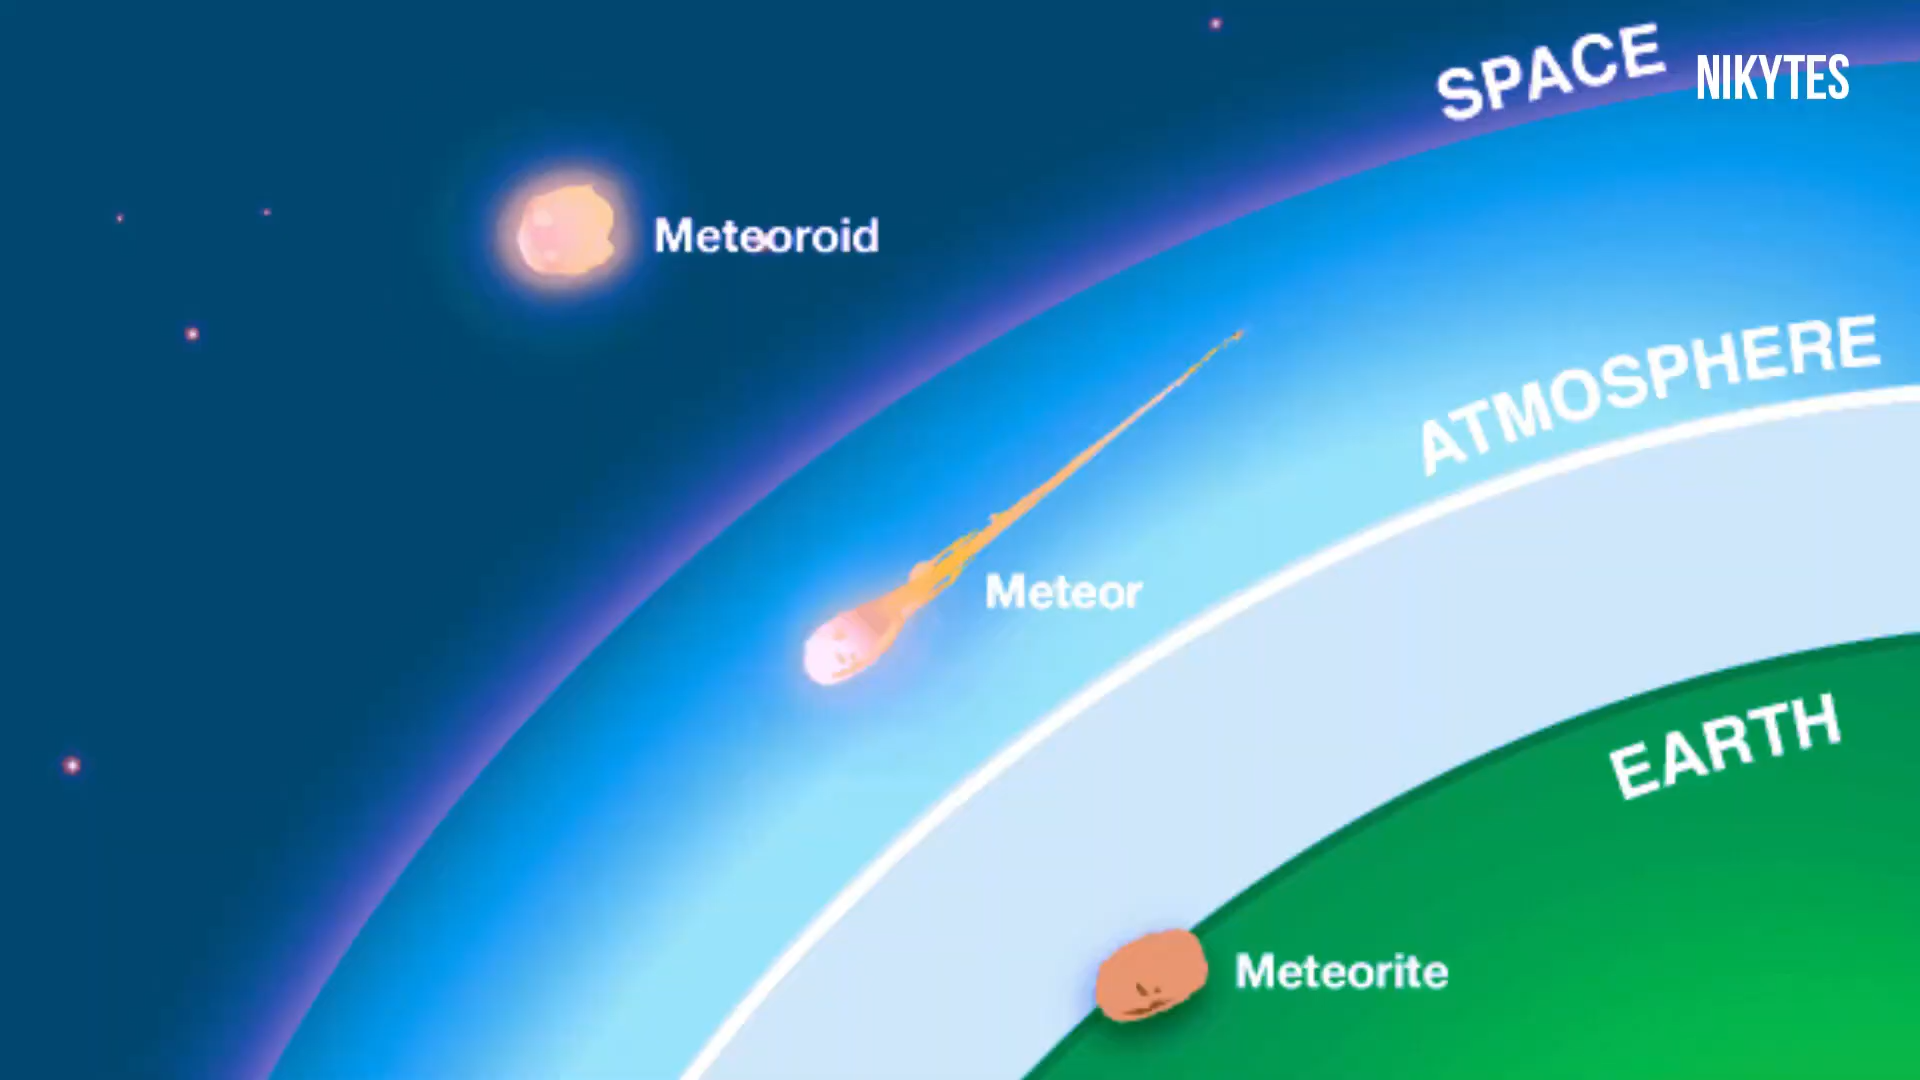 SPACE
NIKYTES
Meteoroid
ATMOSPHERE
Meteor
EARTH
Meteorite